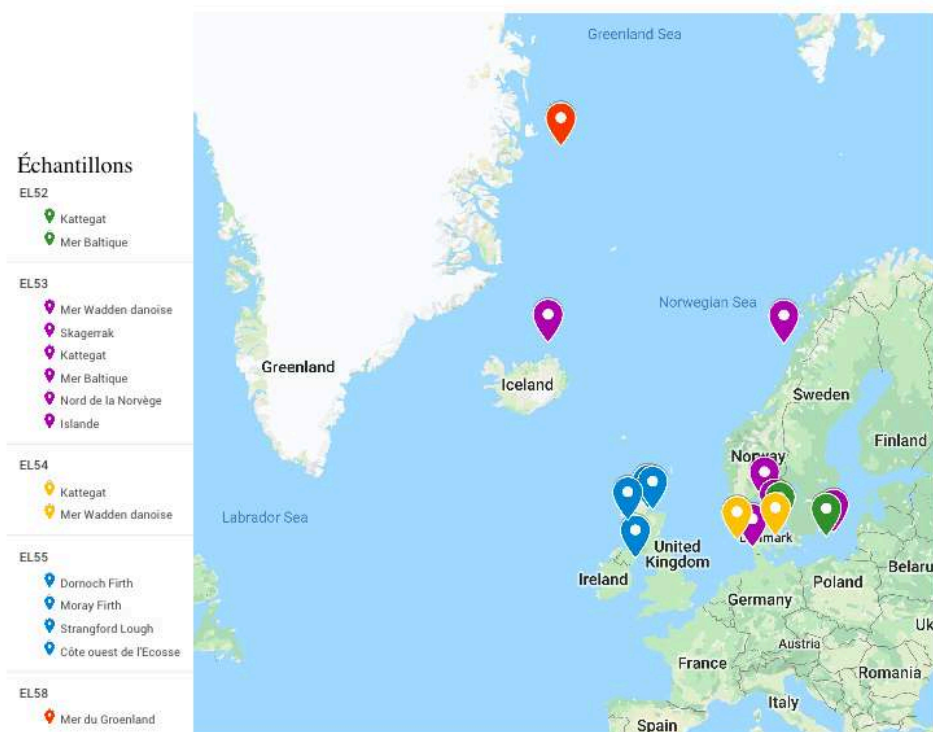 Échantillons
EL52
Kattegat
Mer Baltique
EL53
Mer Wadden danoise
Skagerrak
Kattegat
Mer Baltique
Nord de la Norvège
Islande
EL54
Kattegat
Mer Wadden danoise
EL55
Dornoch Firth
Moray Firth
Strangford Lough
Côte ouest de l'Ecosse
EL58
Mer du Groenland
Greenland Sea
Norwegian Sea
Greenland
Iceland
Sweden
Finland
Norway
Labrador Sea
United
Kingdom
Ireland
Belaru
Poland
Germany
Uk
Austria
France
Romania
Italy
Spain